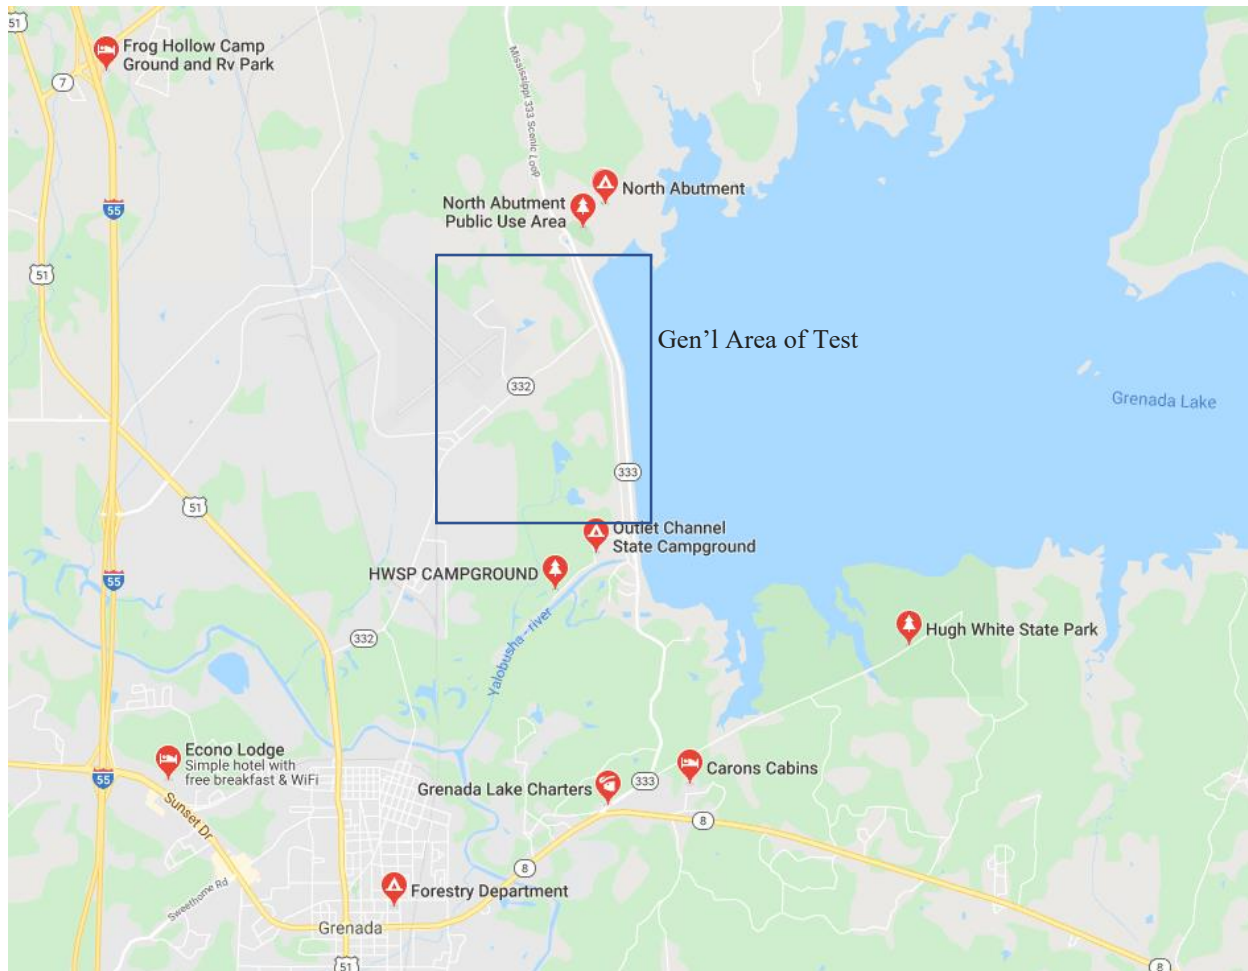 51
Frog Hollow Camp
Ground and Rv Park
7
Mississippi 333 Scenic Loop
North Abutment
North Abutment
Public Use Area
55
51
Gen'l Area of Test
332
Grenada Lake
333
51
Outlet Channel
State Campground
HWSP CAMPGROUND
55
Yalobusha - river
332
Hugh White State Park
Econo Lodge
Simple hotel with
free breakfast & WiFi
55
Carons Cabins
333
Grenada Lake Charters
Sunset Dr
8
8
Sweethome Rd
Forestry Department
Grenada
51
8